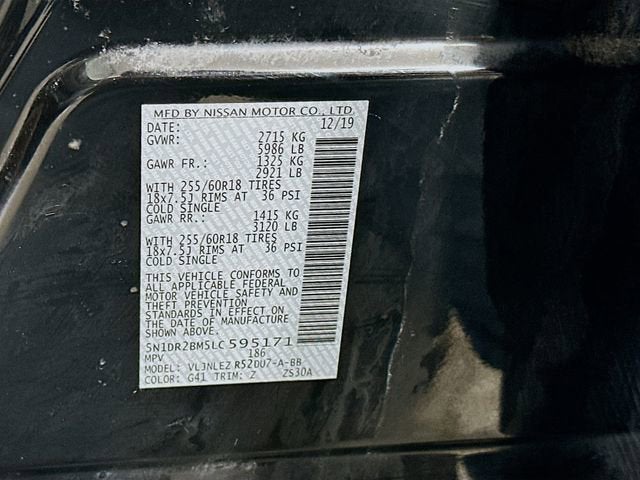 MFD BY NISSAN MOTOR CO., LTD.
DATE: 12/19
GVWR: 2715 KG
5986 LB
GAWR FR.: 1325 KG
2921 LB
WITH 255/60R18 TIRES
18x7.5J RIMS AT 36 PSI
COLD SINGLE
GAWR RR.: 1415 KG
3120 LB
WITH 255/60R18 TIRES
18x7.5J RIMS AT 36 PSI
COLD SINGLE
THIS VEHICLE CONFORMS TO
ALL APPLICABLE FEDERAL
MOTOR VEHICLE SAFETY AND
THEFT PREVENTION
STANDARDS IN EFFECT ON
THE DATE OF MANUFACTURE
SHOWN ABOVE.
5N1DR2BM5LC595171
MPV 186
MODEL: VLJNLEZ R52DU7-A-BB
COLOR: G41 TRIM: Z ZS30A